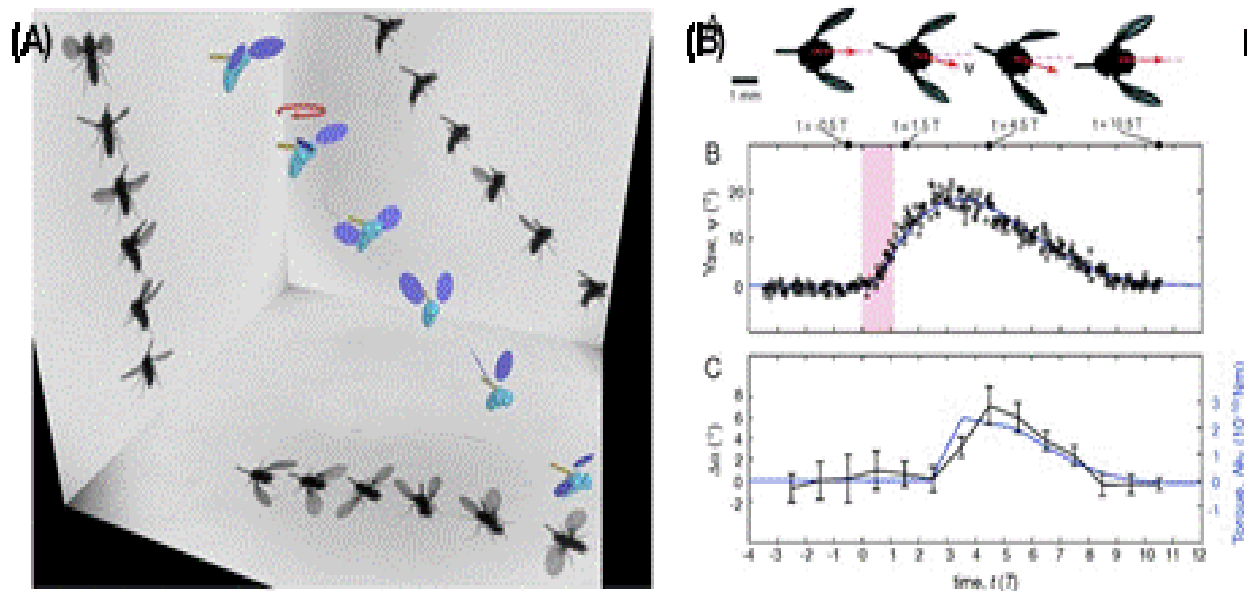 (A)
(B)
A
V
1 mm
t = -0.5 T
t = 1.5 T
t = 4.5 T
t = 10.5 T
B
20
10
0
Yaw, ψ (°)
C
8
6
4
2
0
-2
3
2
1
0
-1
-4 -3 -2 -1 0 1 2 3 4 5 6 7 8 9 10 11 12
time, t (T)